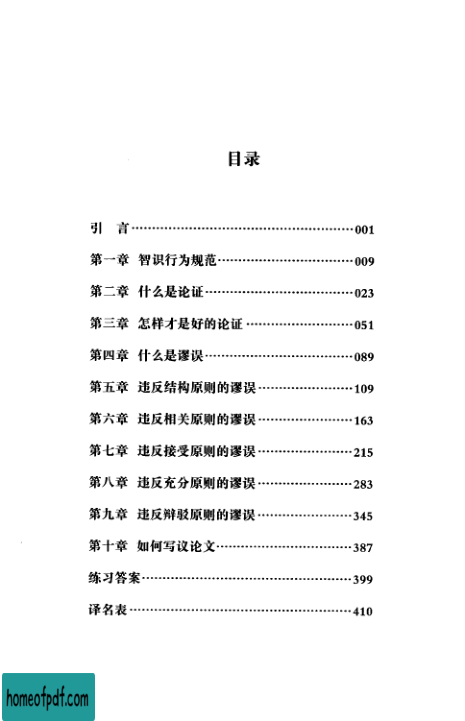 目录
引 言 ······ 001
第一章 智识行为规范 ······ 009
第二章 什么是论证 ······ 023
第三章 怎样才是好的论证 ······ 051
第四章 什么是谬误 ······ 089
第五章 违反结构原则的谬误 ······ 109
第六章 违反相关原则的谬误 ······ 163
第七章 违反接受原则的谬误 ······ 215
第八章 违反充分原则的谬误 ······ 283
第九章 违反辩驳原则的谬误 ······ 345
第十章 如何写议论文 ······ 387
练习答案 ······ 399
译名表 ······ 410
homeofpdf.com